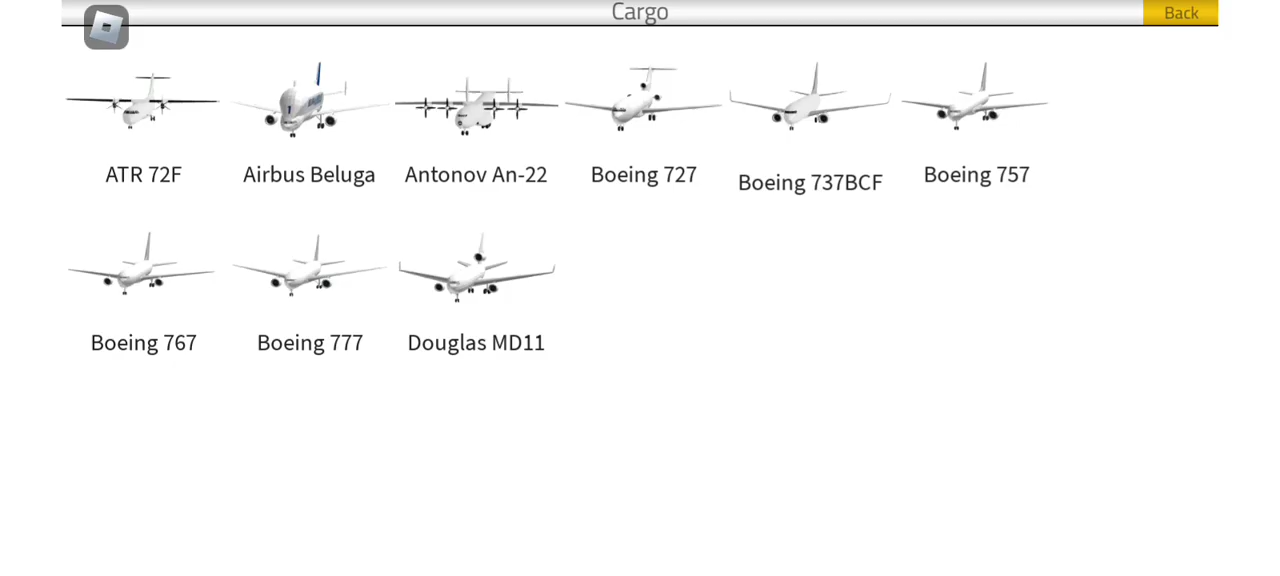 Cargo
Back
ATR 72F
Airbus Beluga
Antonov An-22
Boeing 727
Boeing 737BCF
Boeing 757
Boeing 767
Boeing 777
Douglas MD11